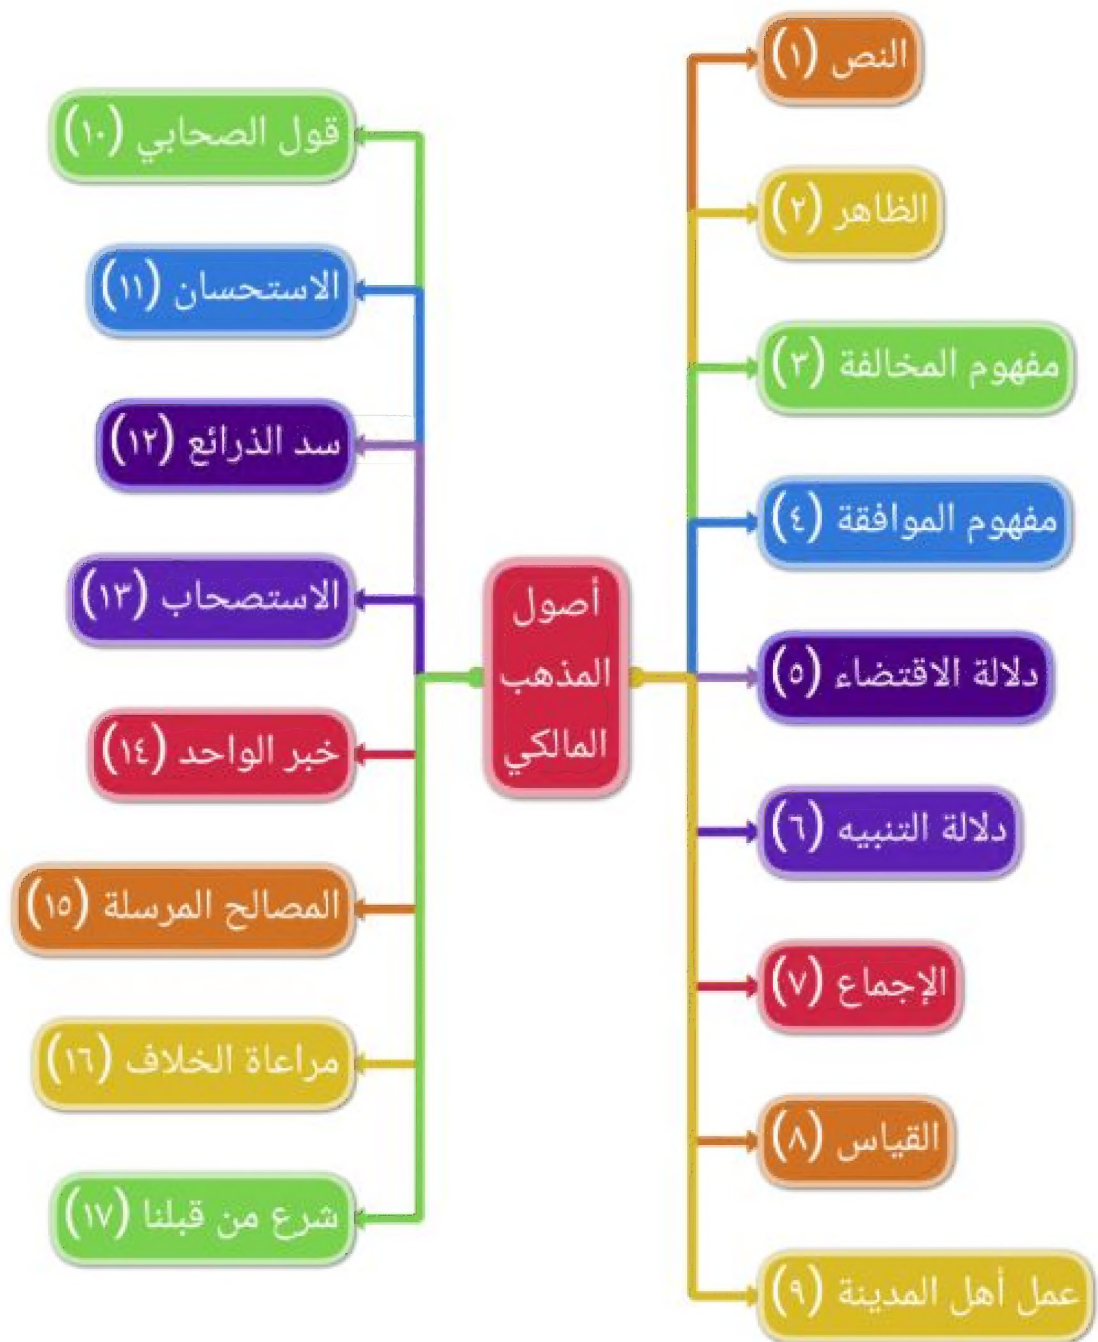 أصول
المذهب
المالكي
النص (١)
الظاهر (٢)
مفهوم المخالفة (٣)
مفهوم الموافقة (٤)
دلالة الاقتضاء (٥)
دلالة التنبيه (٦)
الإجماع (٧)
القياس (٨)
عمل أهل المدينة (٩)
قول الصحابي (١٠)
الاستحسان (١١)
سد الذرائع (١٢)
الاستصحاب (١٣)
خبر الواحد (١٤)
المصالح المرسلة (١٥)
مراعاة الخلاف (١٦)
شرع من قبلنا (١٧)